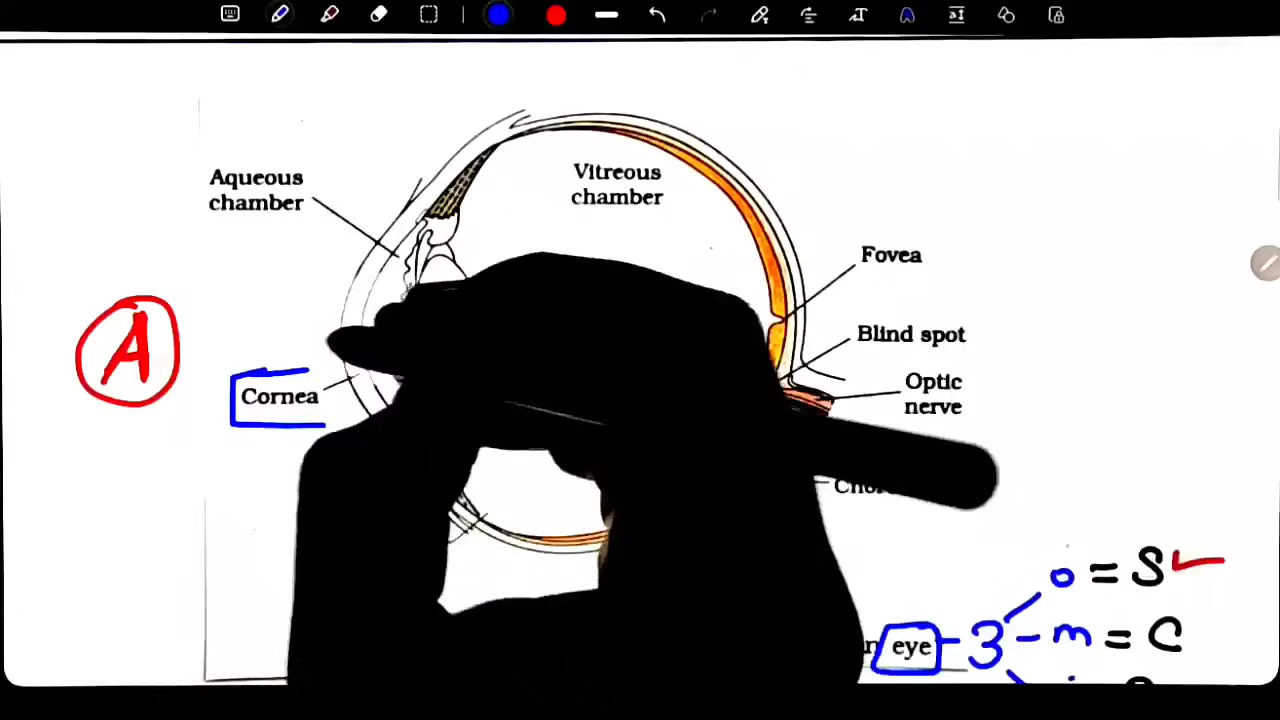 Aqueous
chamber
Vitreous
chamber
Fovea
Blind spot
Optic
nerve
A
Cornea
o = S
eye - 3 - m = C